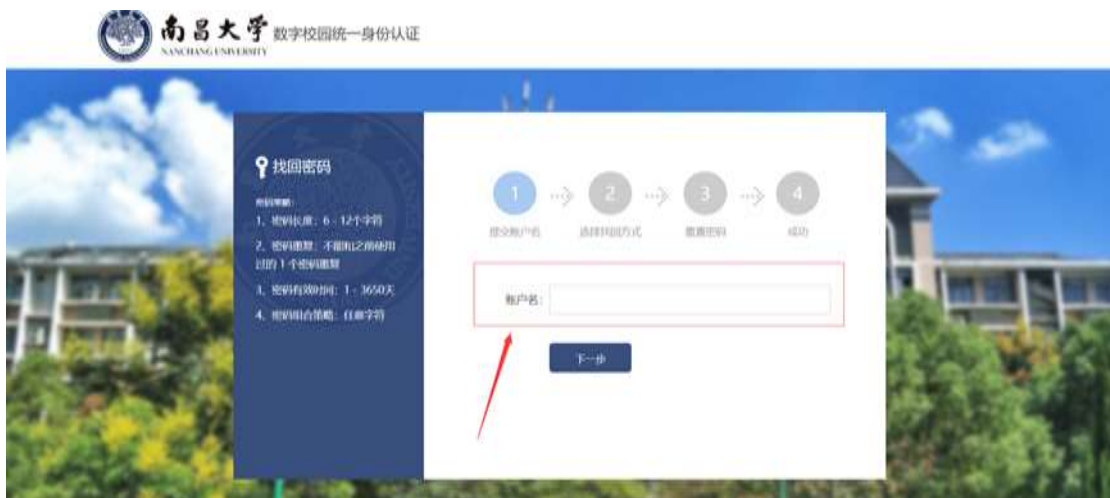 南昌大学 数字校园统一身份认证
NANCHANG UNIVERSITY
找回密码
密码策略:
1、密码长度: 6 - 12个字符
2、密码重复: 不能和之前使用
过的 1 个密码重复
3、密码有效时间: 1 - 3650天
4、密码组合策略: 任意字符
1 2 3 4
提交账户名 选择找回方式 重置密码 成功
账户名:
下一步